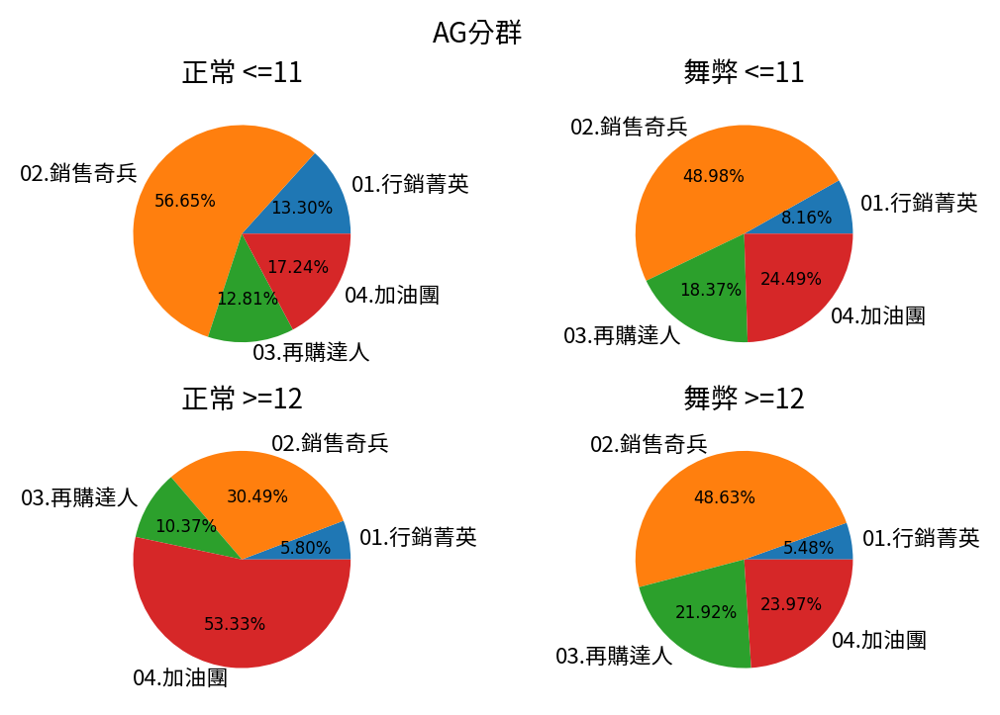 AG分群
正常 <=11
02.銷售奇兵
56.65%
01.行銷菁英
13.30%
17.24%
12.81%
04.加油團
03.再購達人
舞弊 <=11
02.銷售奇兵
48.98%
01.行銷菁英
8.16%
18.37%
24.49%
04.加油團
03.再購達人
正常 >=12
02.銷售奇兵
03.再購達人
30.49%
10.37%
01.行銷菁英
5.80%
53.33%
04.加油團
舞弊 >=12
02.銷售奇兵
48.63%
01.行銷菁英
5.48%
21.92%
23.97%
04.加油團
03.再購達人